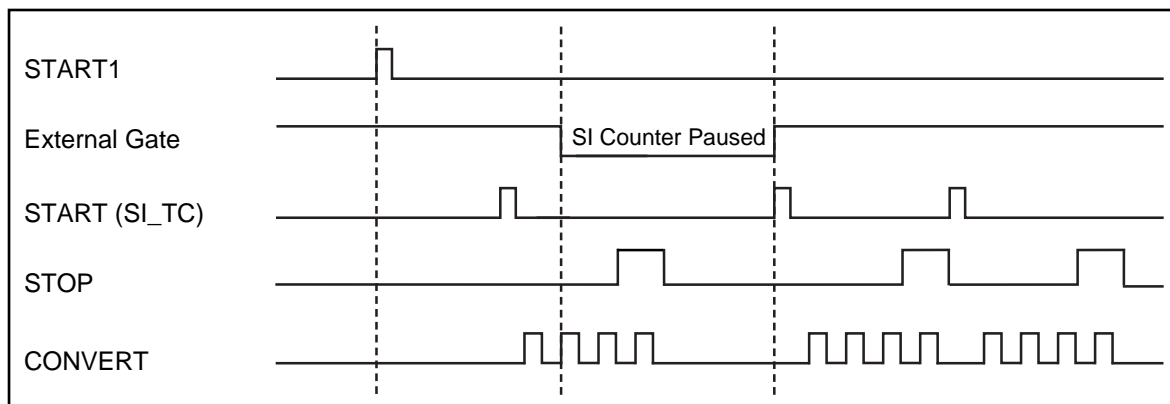 START1
External Gate
SI Counter Paused
START (SI_TC)
STOP
CONVERT